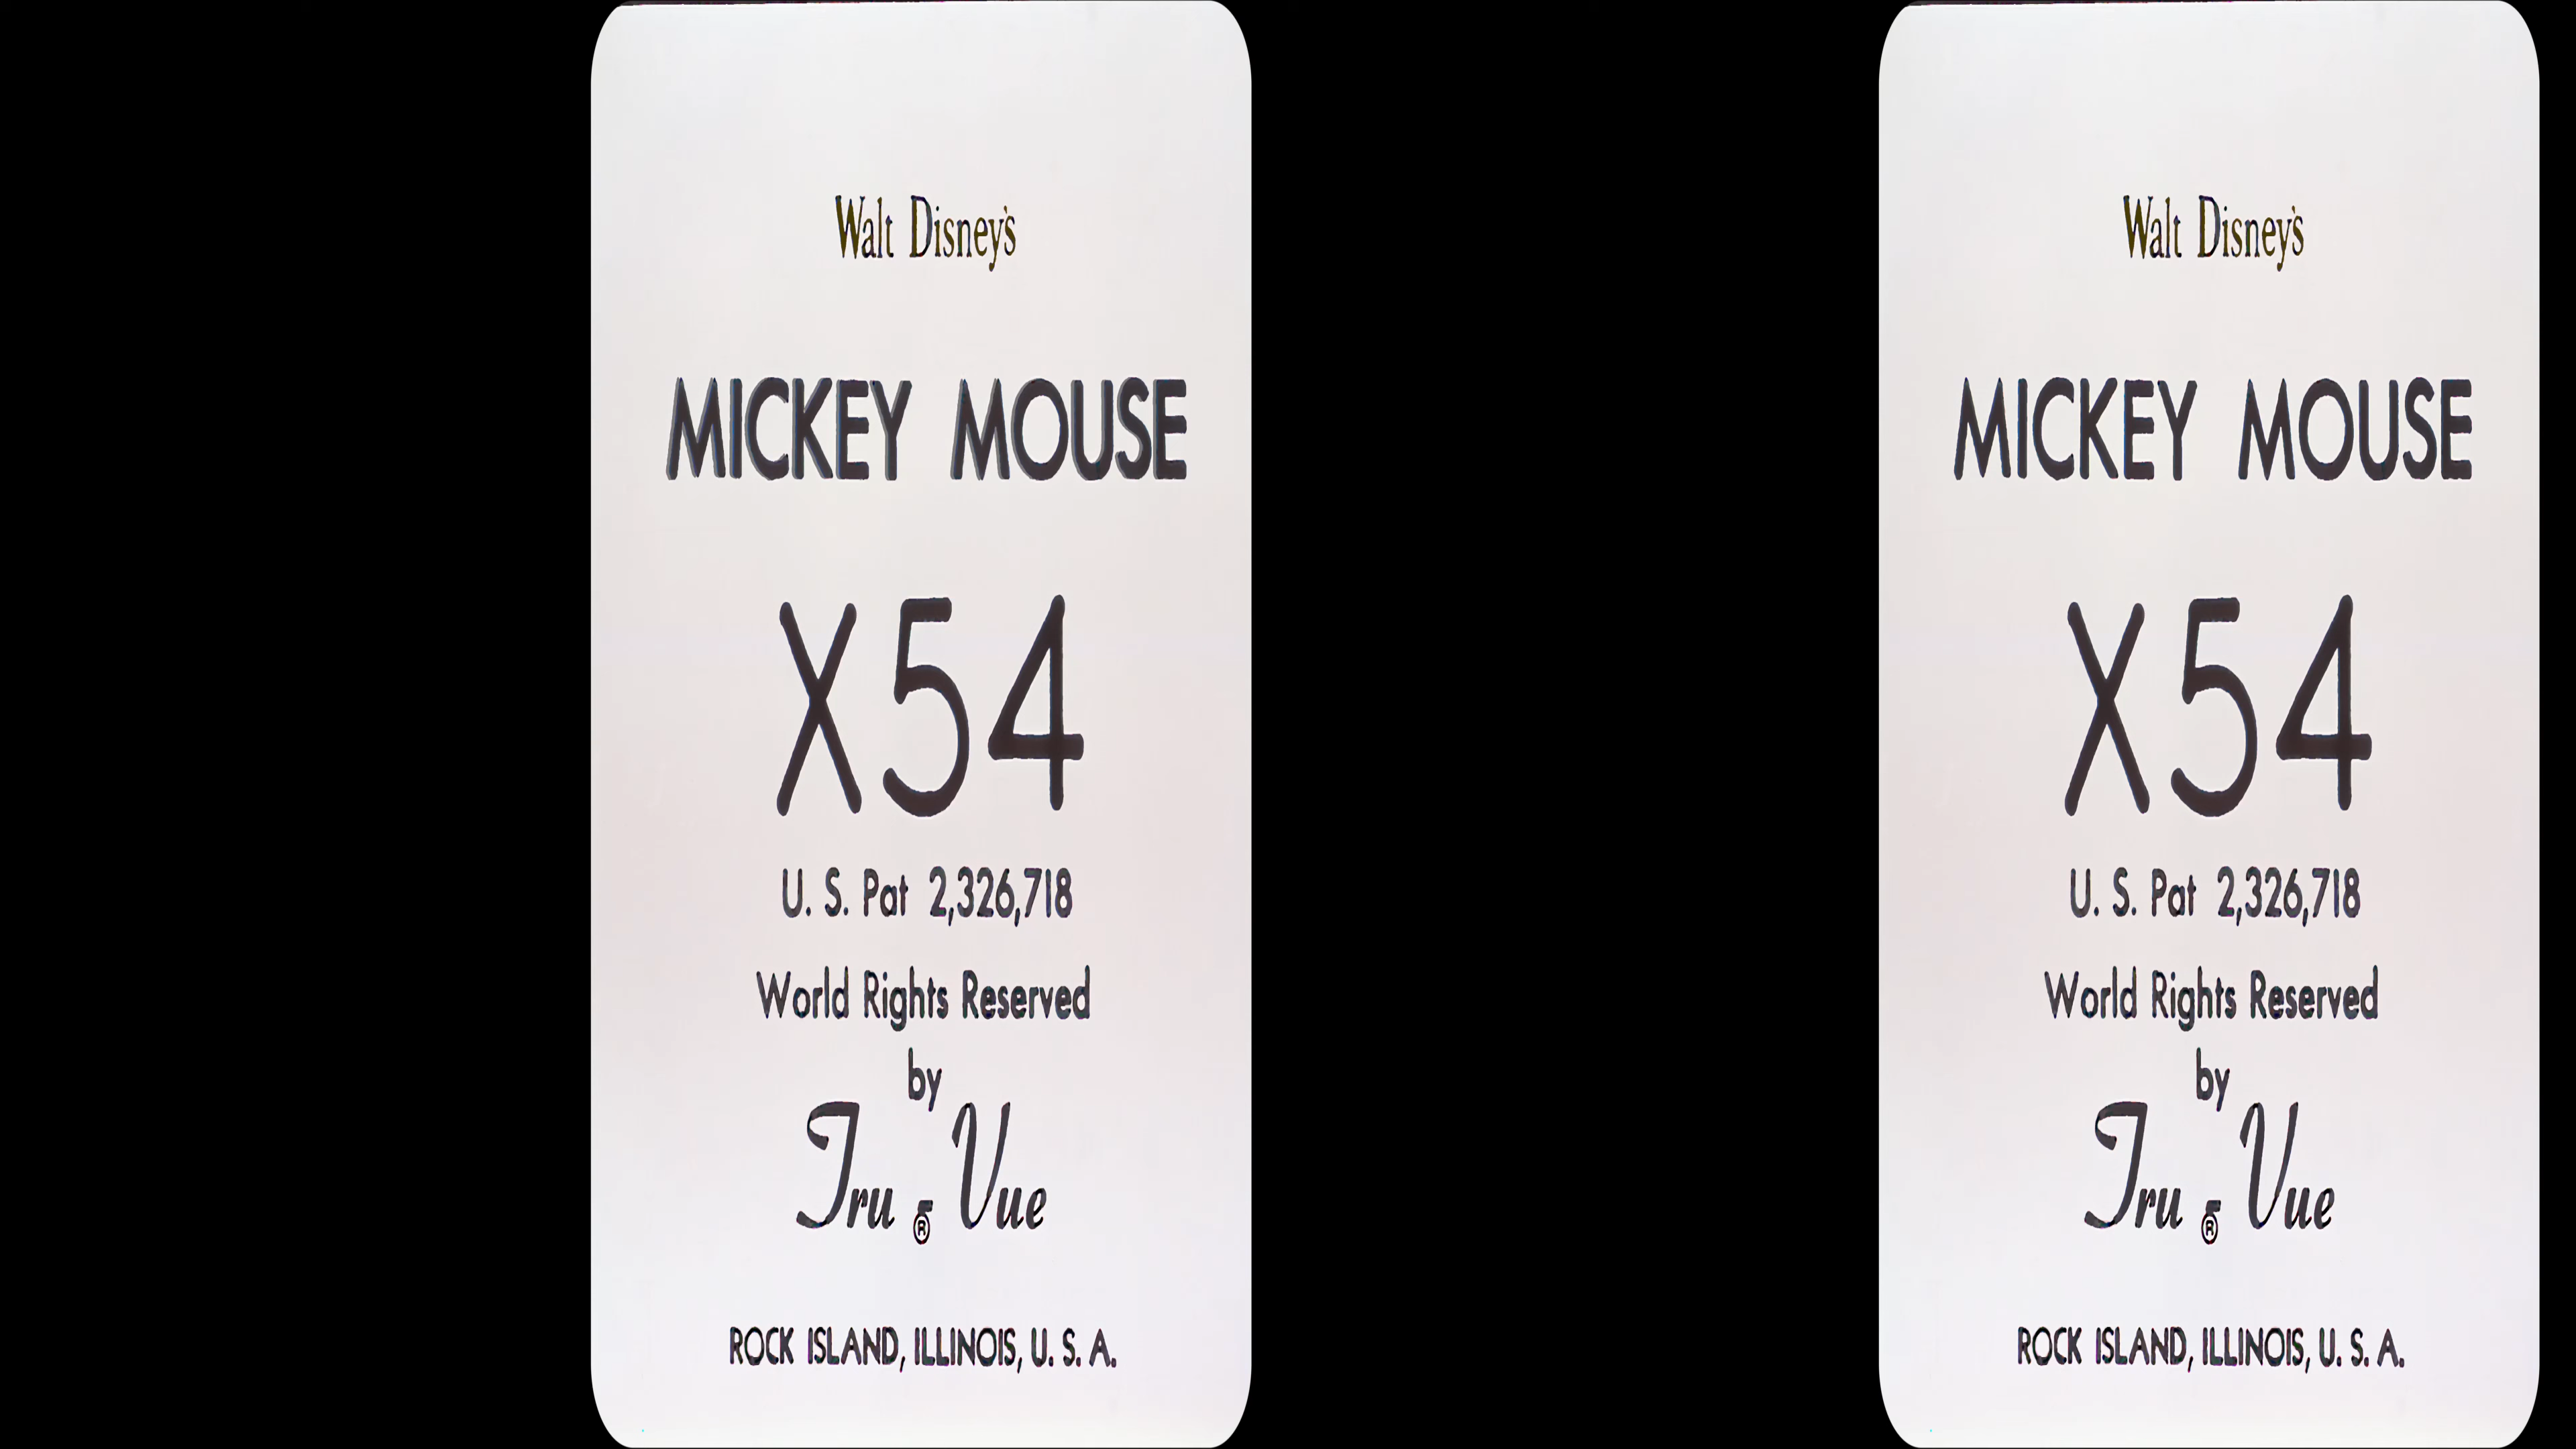 Walt Disney's
MICKEY MOUSE
X54
U. S. Pat 2,326,718
World Rights Reserved
by
Tru Vue
®
ROCK ISLAND, ILLINOIS, U. S. A.
Walt Disney's
MICKEY MOUSE
X54
U. S. Pat 2,326,718
World Rights Reserved
by
Tru Vue
®
ROCK ISLAND, ILLINOIS, U. S. A.